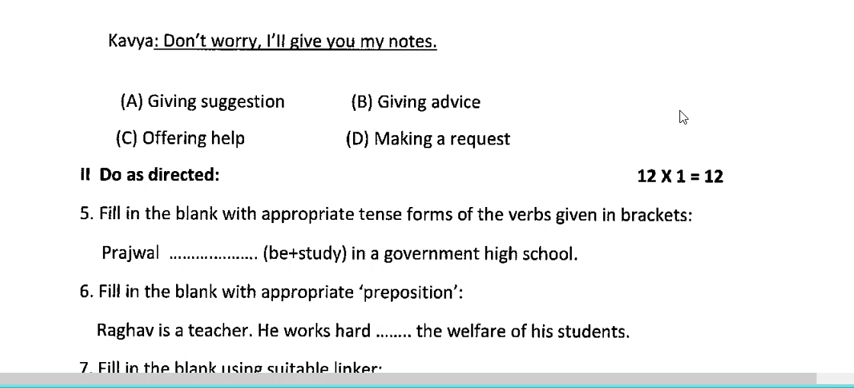 Kavya: Don't worry, I'll give you my notes.
(A) Giving suggestion (B) Giving advice
(C) Offering help (D) Making a request
II Do as directed: 12 X 1 = 12
5. Fill in the blank with appropriate tense forms of the verbs given in brackets:
Prajwal .................... (be+study) in a government high school.
6. Fill in the blank with appropriate 'preposition':
Raghav is a teacher. He works hard ........ the welfare of his students.
7. Fill in the blank using suitable linker: